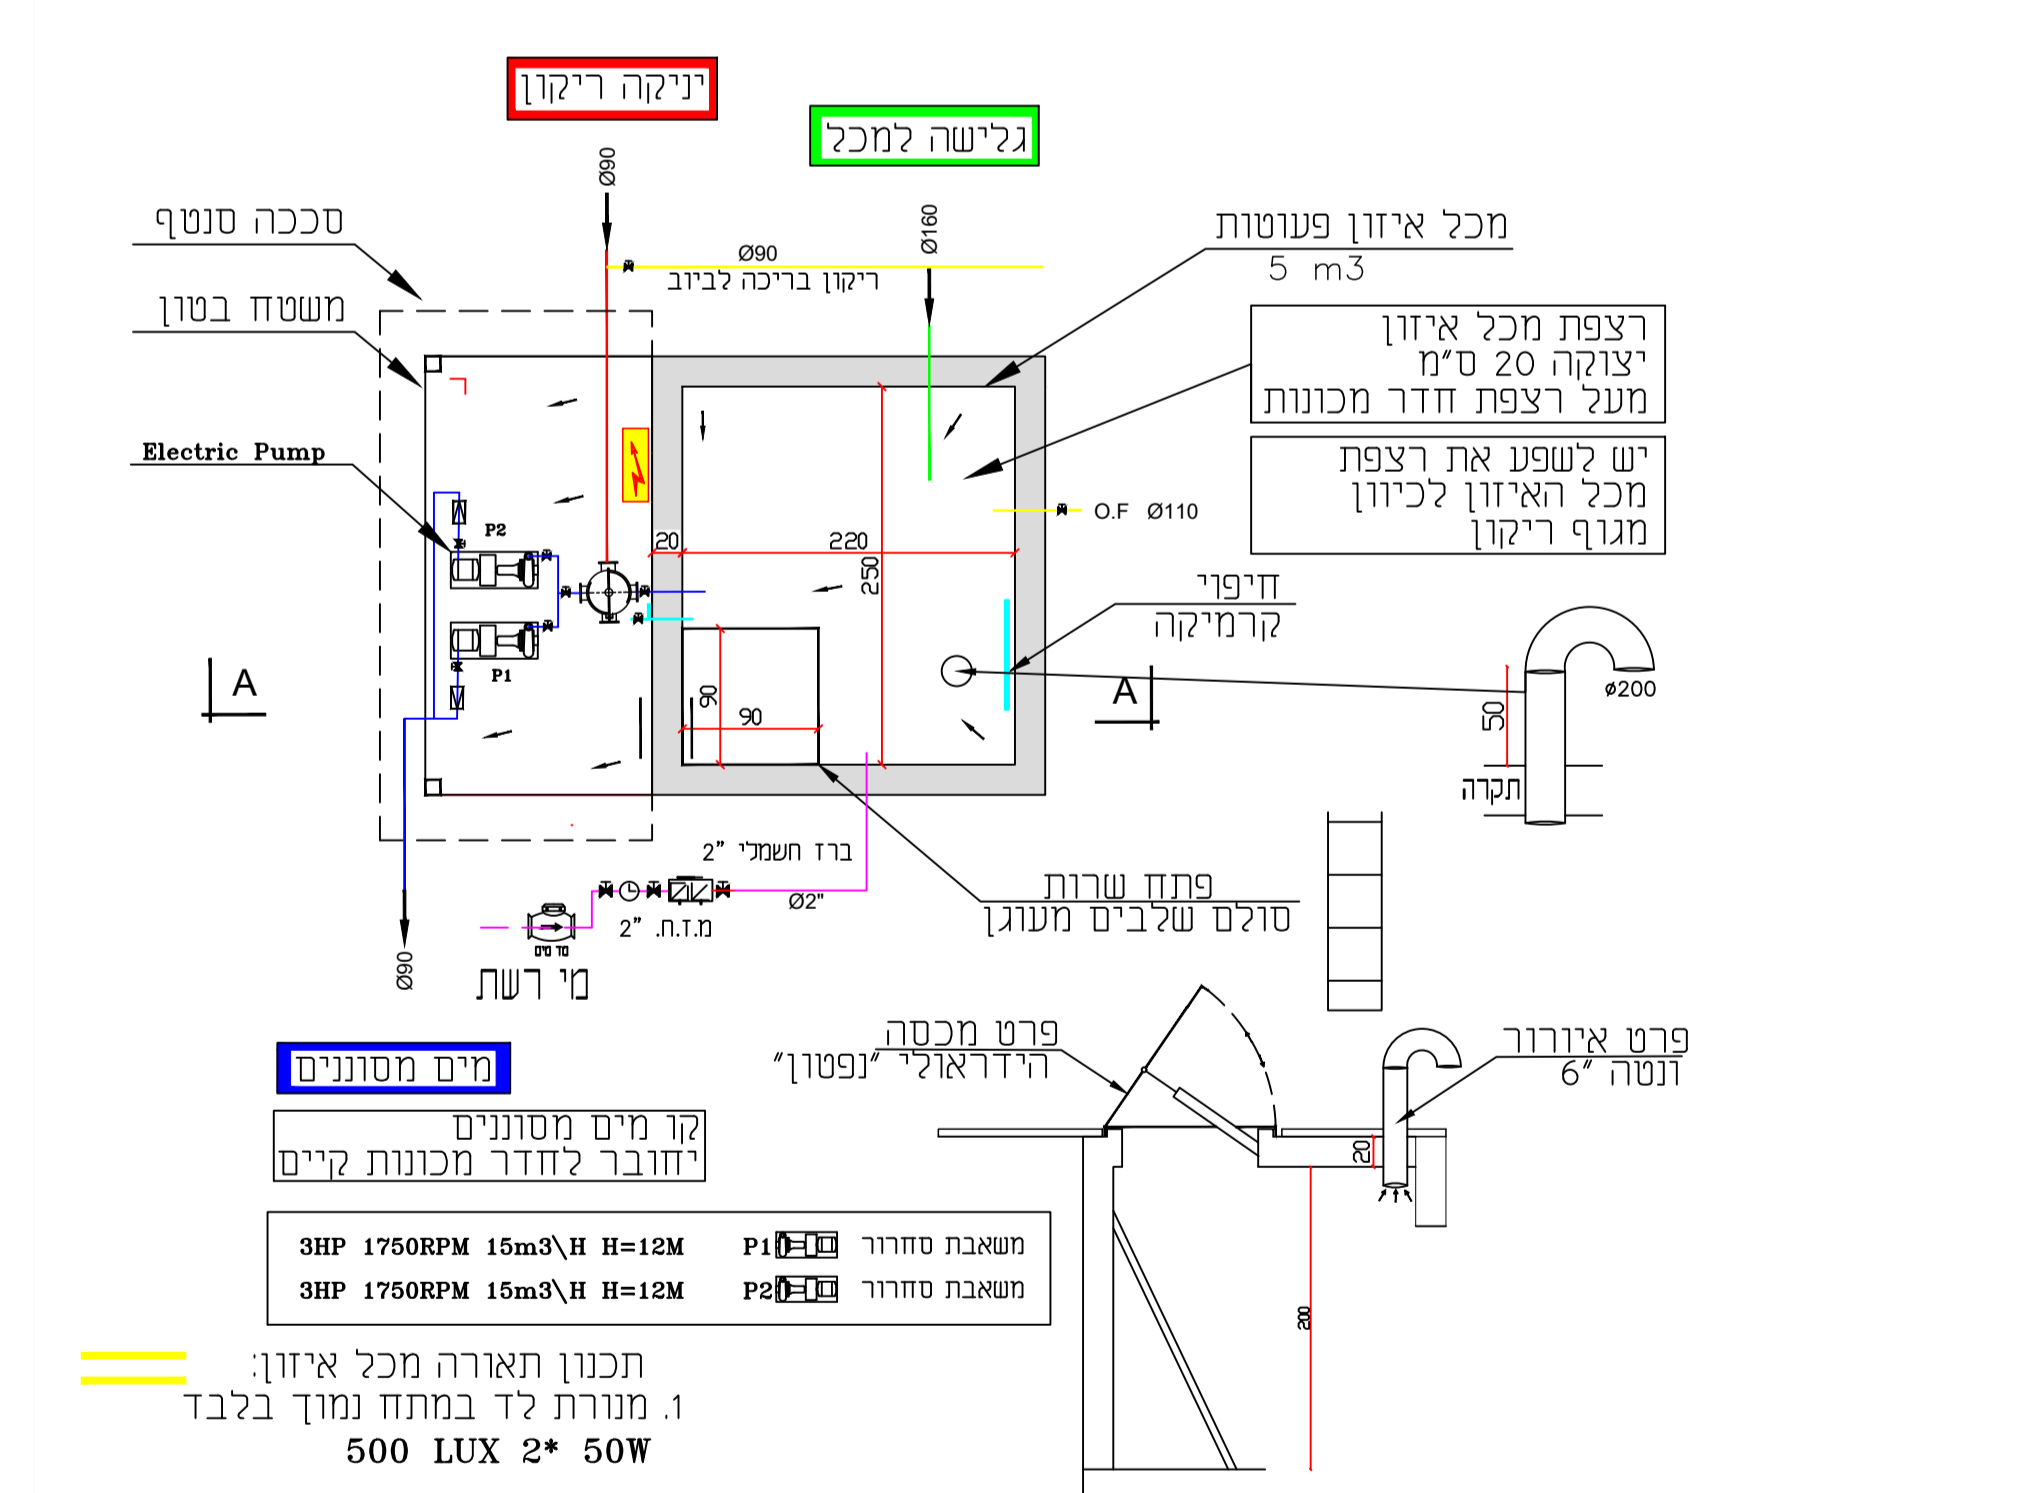 יניקה ריקון
גלישה למכל
Ø90
Ø160
סככה סנטף
משטח בטון
Ø90
ריקון בריכה לביוב
מכל איזון פעוטות
5 m3
רצפת מכל איזון
יצוקה 20 ס"מ
מעל רצפת חדר מכונות
יש לשפע את רצפת
מכל האיזון לכיוון
מגוף ריקון
Electric Pump
P2
P1
20
220
250
O.F Ø110
חיפוי
קרמיקה
90
90
A
A
50
ø200
תקרה
ברז חשמלי "2
Ø2"
מ.ז.ח. "2
מד מים
מי רשת
Ø90
פתח שרות
סולם שלבים מעוגן
מים מסוננים
קו מים מסוננים
יחובר לחדר מכונות קיים
פרט מכסה
הידראולי "נפטון"
פרט איורור
ונטה "6
20
200
3HP 1750RPM 15m3\H H=12M P1 משאבת סחרור
3HP 1750RPM 15m3\H H=12M P2 משאבת סחרור
תכנון תאורה מכל איזון:
1. מנורת לד במתח נמוך בלבד
500 LUX 2* 50W